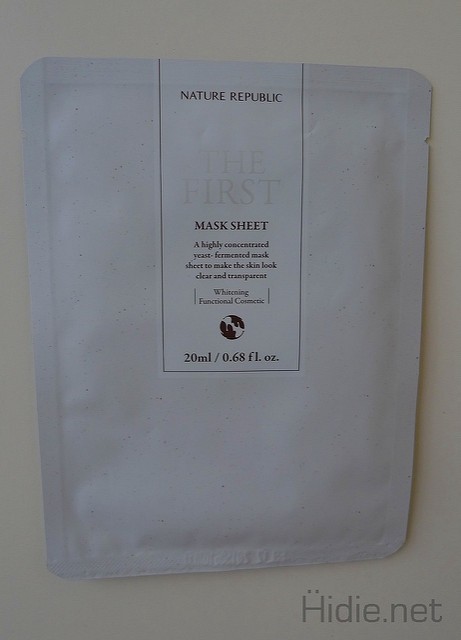 NATURE REPUBLIC
THE
FIRST
MASK SHEET
A highly concentrated
yeast- fermented mask
sheet to make the skin look
clear and transparent
Whitening
Functional Cosmetic
20ml / 0.68 fl. oz.
Ḧidie.net